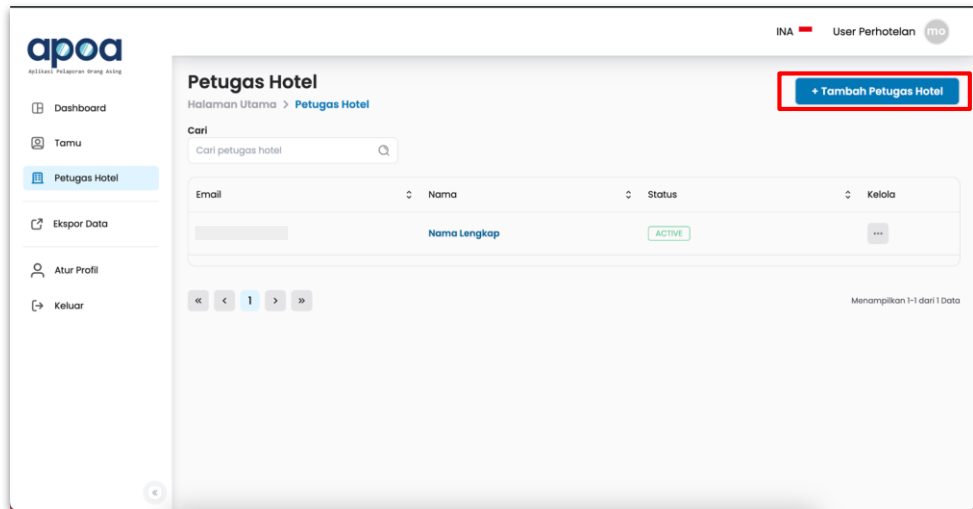 INA
User Perhotelan
mo
apoa
Aplikasi Pelaporan Orang Asing
Dashboard
Tamu
Petugas Hotel
Ekspor Data
Atur Profil
Keluar
Petugas Hotel
Halaman Utama > Petugas Hotel
+ Tambah Petugas Hotel
Cari
Cari petugas hotel
Email Nama Status Kelola
Nama Lengkap ACTIVE ...
« < 1 > »
Menampilkan 1-1 dari 1 Data
«